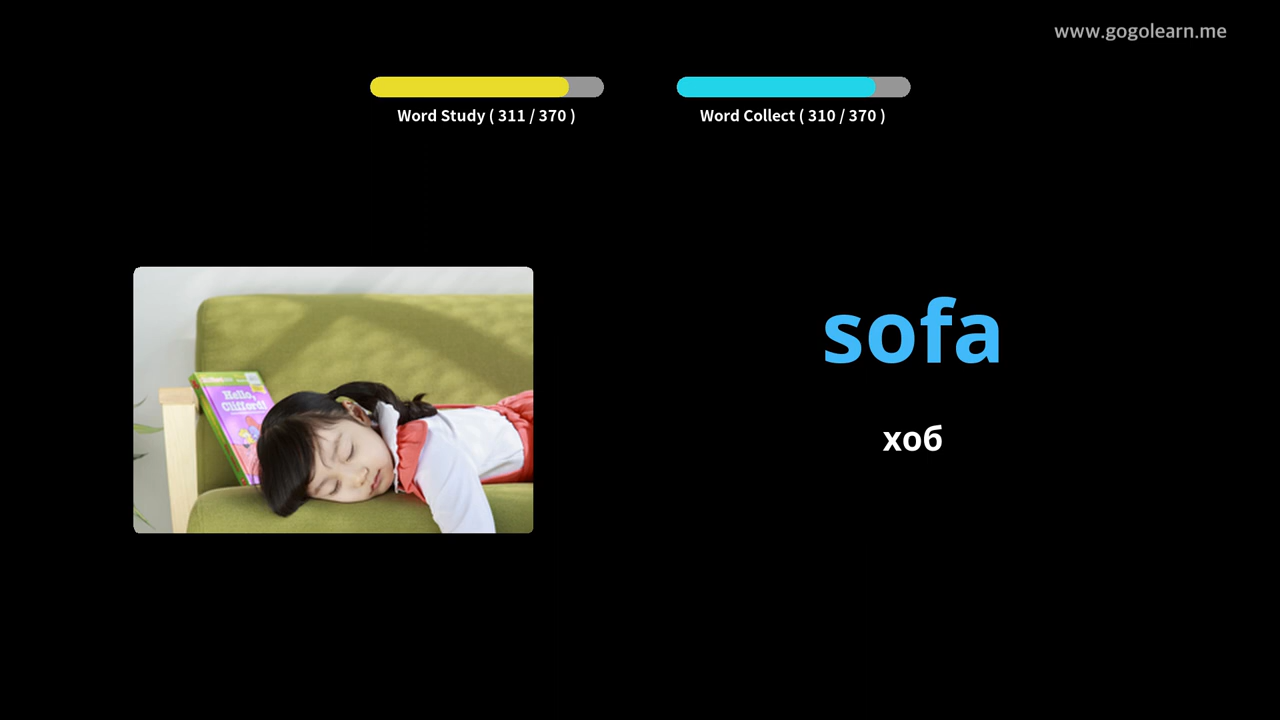 www.gogolearn.me
Word Study ( 311 / 370 )
Word Collect ( 310 / 370 )
Hello,
Clifford!
sofa
хоб